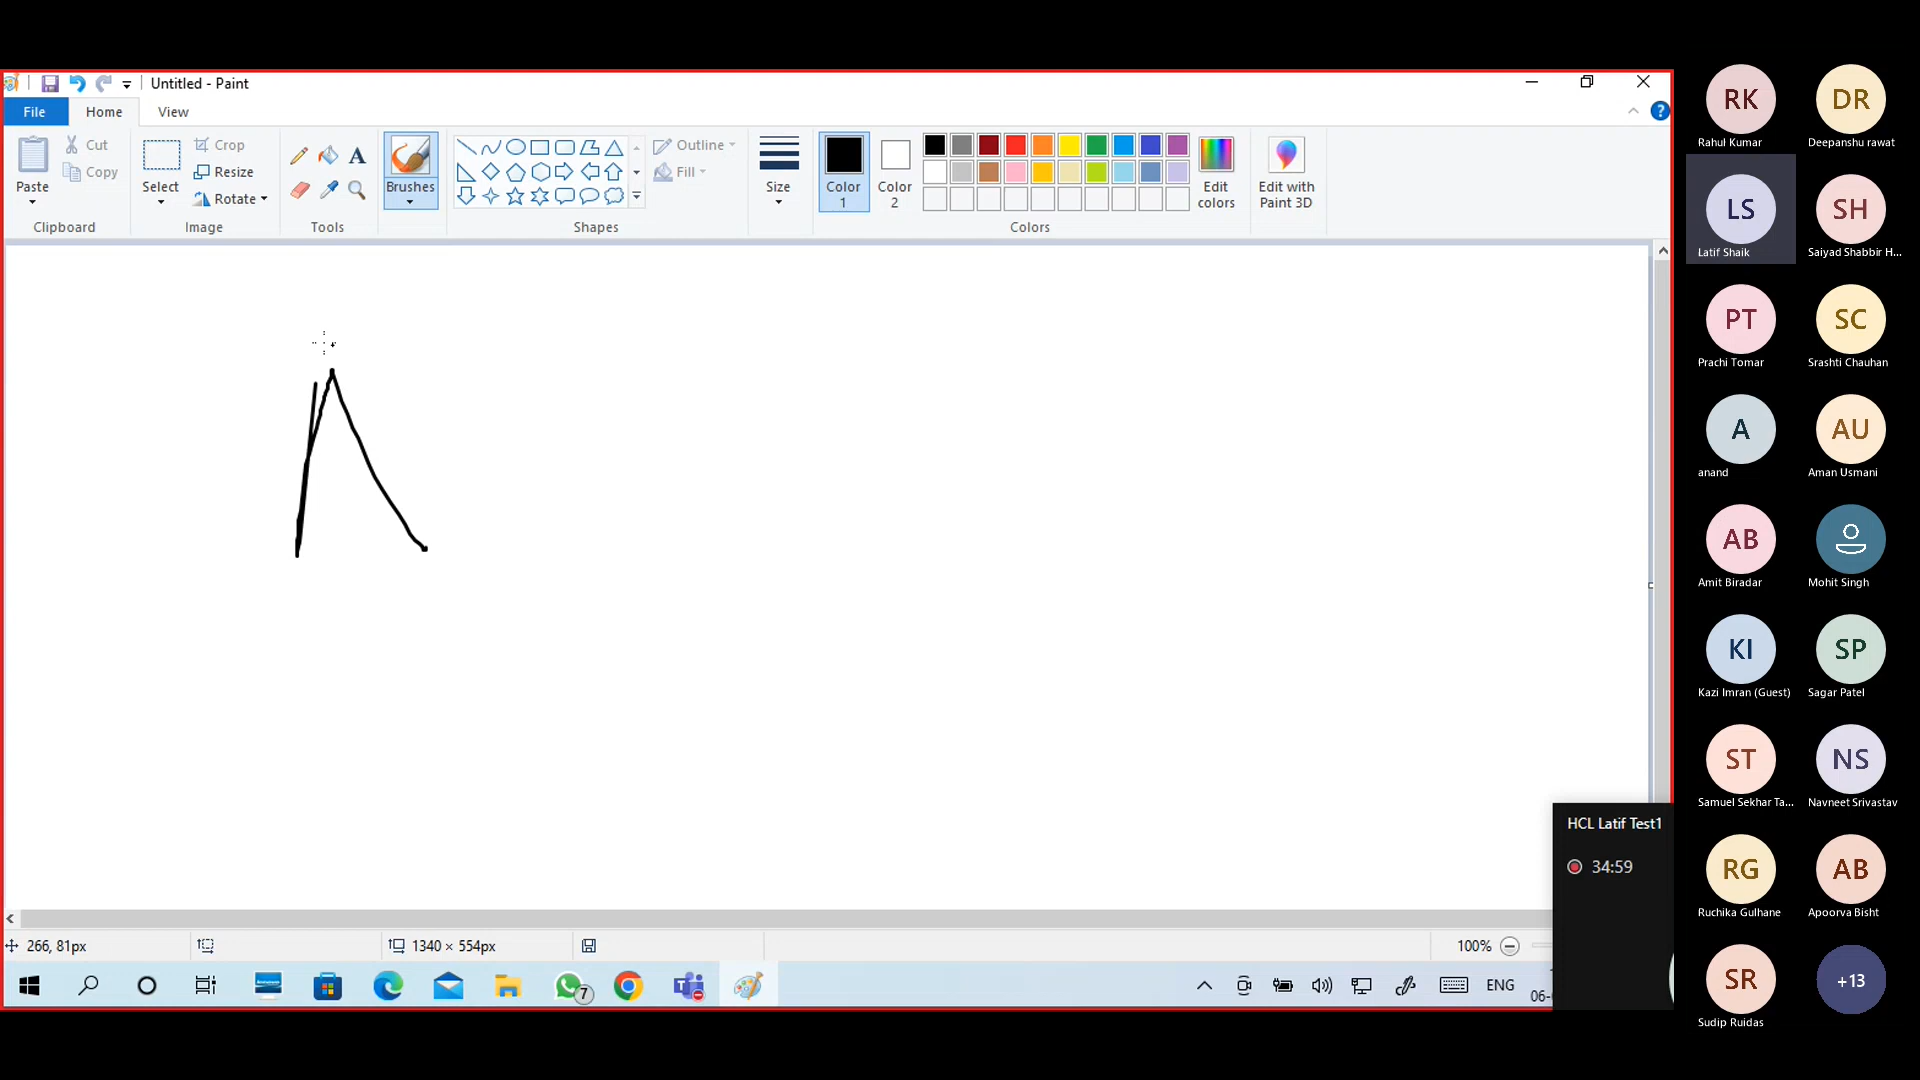 Untitled - Paint
File Home View
Paste
Cut
Copy
Clipboard
Select
Crop
Resize
Rotate
Image
A
Tools
Brushes
Outline
Fill
Shapes
Size
Color 1
Color 2
Edit colors
Edit with Paint 3D
Colors
266, 81px
1340 × 554px
100%
HCL Latif Test1
34:59
7
ENG
06-
RK
Rahul Kumar
DR
Deepanshu rawat
LS
Latif Shaik
SH
Saiyad Shabbir H...
PT
Prachi Tomar
SC
Srashti Chauhan
A
anand
AU
Aman Usmani
AB
Amit Biradar
Mohit Singh
KI
Kazi Imran (Guest)
SP
Sagar Patel
ST
Samuel Sekhar Ta...
NS
Navneet Srivastav
RG
Ruchika Gulhane
AB
Apoorva Bisht
SR
Sudip Ruidas
+13